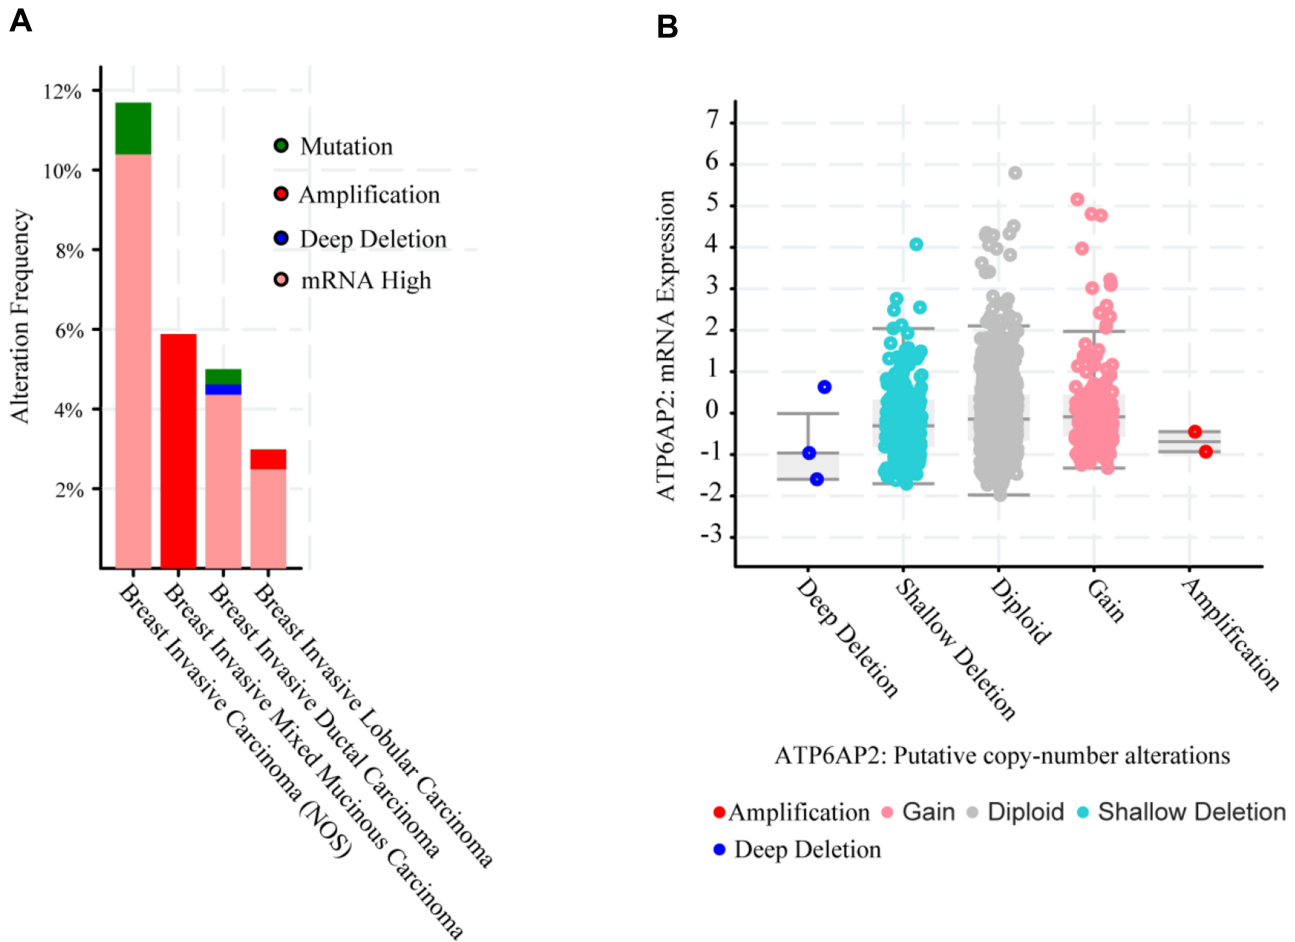 A
12%
10%
8%
6%
4%
2%
Alteration Frequency
Mutation
Amplification
Deep Deletion
mRNA High
Breast Invasive Carcinoma (NOS)
Breast Invasive Mixed Mucinous Carcinoma
Breast Invasive Ductal Carcinoma
Breast Invasive Lobular Carcinoma
B
7
6
5
4
3
2
1
0
-1
-2
-3
ATP6AP2: mRNA Expression
Deep Deletion
Shallow Deletion
Diploid
Gain
Amplification
ATP6AP2: Putative copy-number alterations
Amplification Gain Diploid Shallow Deletion
Deep Deletion